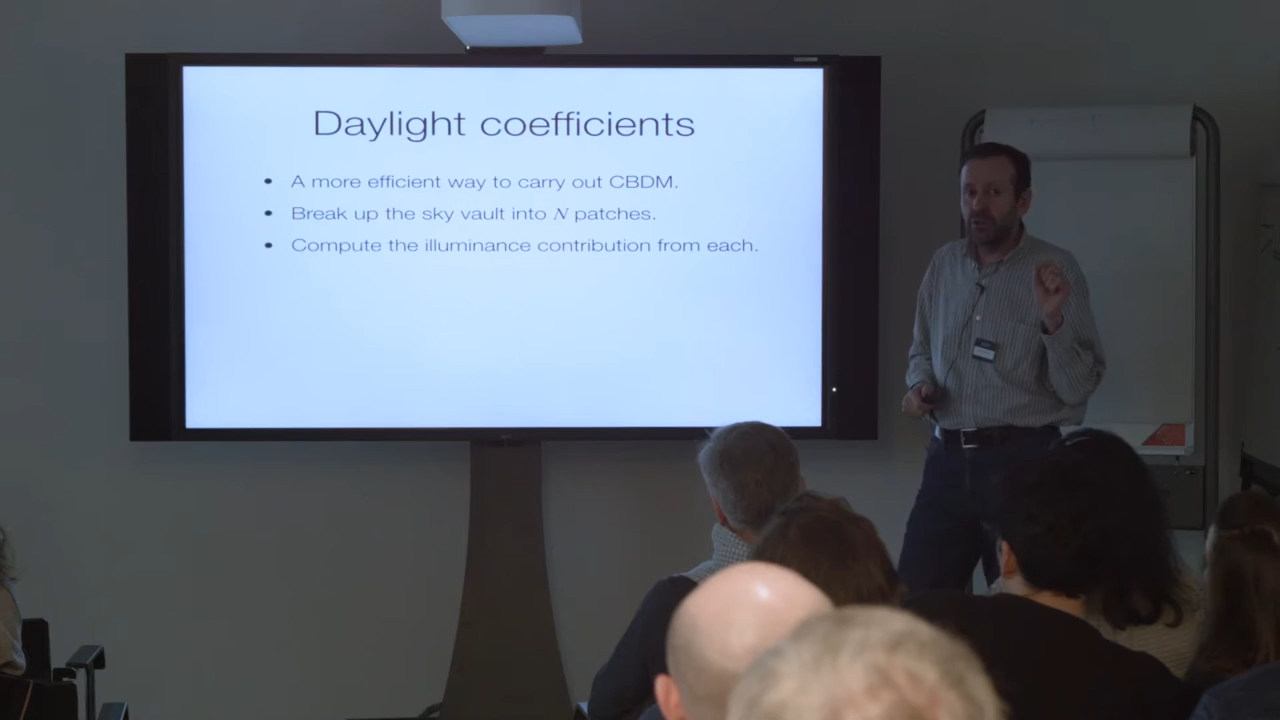 Daylight coefficients
• A more efficient way to carry out CBDM.
• Break up the sky vault into N patches.
• Compute the illuminance contribution from each.